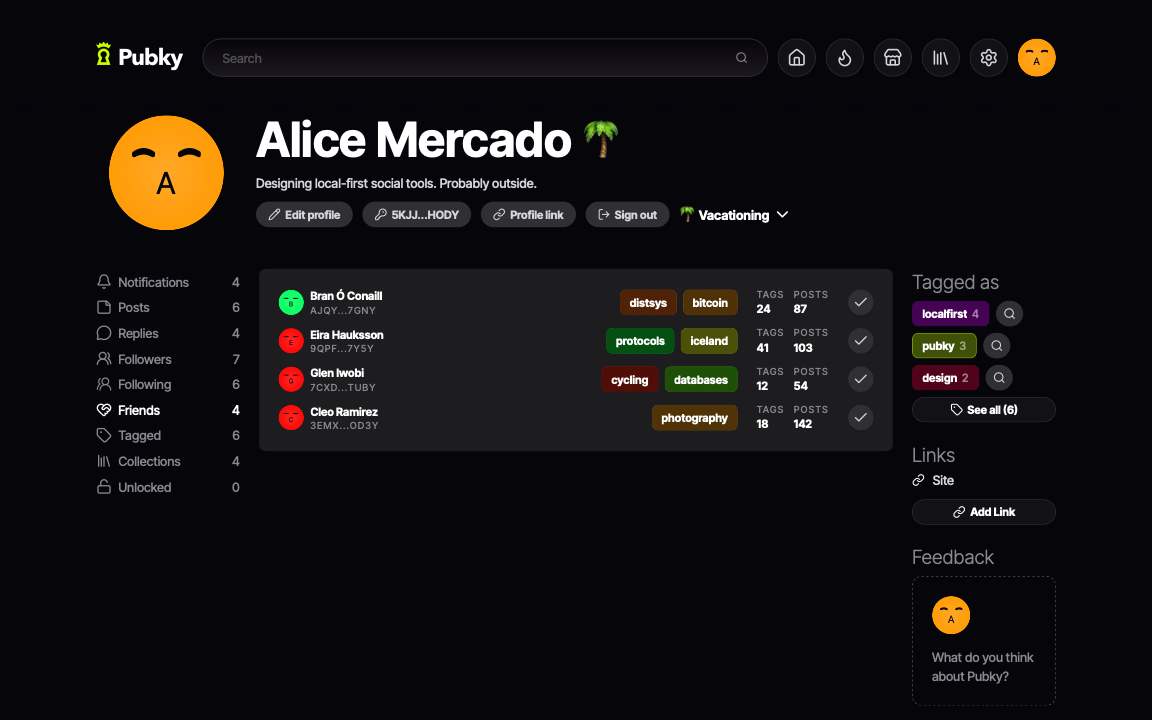 Pubky
Search
A
A
Alice Mercado 🌴
Designing local-first social tools. Probably outside.
Edit profile
5KJJ...HODY
Profile link
Sign out
🌴 Vacationing
Notifications 4
Posts 6
Replies 4
Followers 7
Following 6
Friends 4
Tagged 6
Collections 4
Unlocked 0
B
Bran Ó Conaill
AJQY...7GNY
distsys
bitcoin
TAGS
24
POSTS
87
E
Eira Hauksson
9QPF...7Y5Y
protocols
iceland
TAGS
41
POSTS
103
G
Glen Iwobi
7CXD...TUBY
cycling
databases
TAGS
12
POSTS
54
Cleo Ramirez
3EMX...OD3Y
photography
TAGS
18
POSTS
142
Tagged as
localfirst 4
pubky 3
design 2
See all (6)
Links
Site
Add Link
Feedback
A
What do you think
about Pubky?